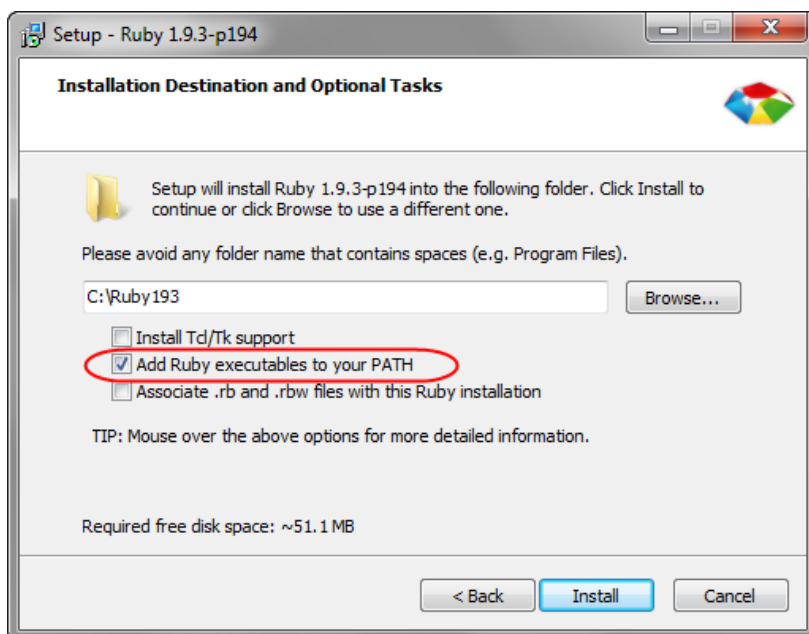 Setup - Ruby 1.9.3-p194
Installation Destination and Optional Tasks
Setup will install Ruby 1.9.3-p194 into the following folder. Click Install to
continue or click Browse to use a different one.
Please avoid any folder name that contains spaces (e.g. Program Files).
C:\Ruby193
Browse...
Install Tcl/Tk support
Add Ruby executables to your PATH
Associate .rb and .rbw files with this Ruby installation
TIP: Mouse over the above options for more detailed information.
Required free disk space: ~51.1 MB
< Back Install Cancel